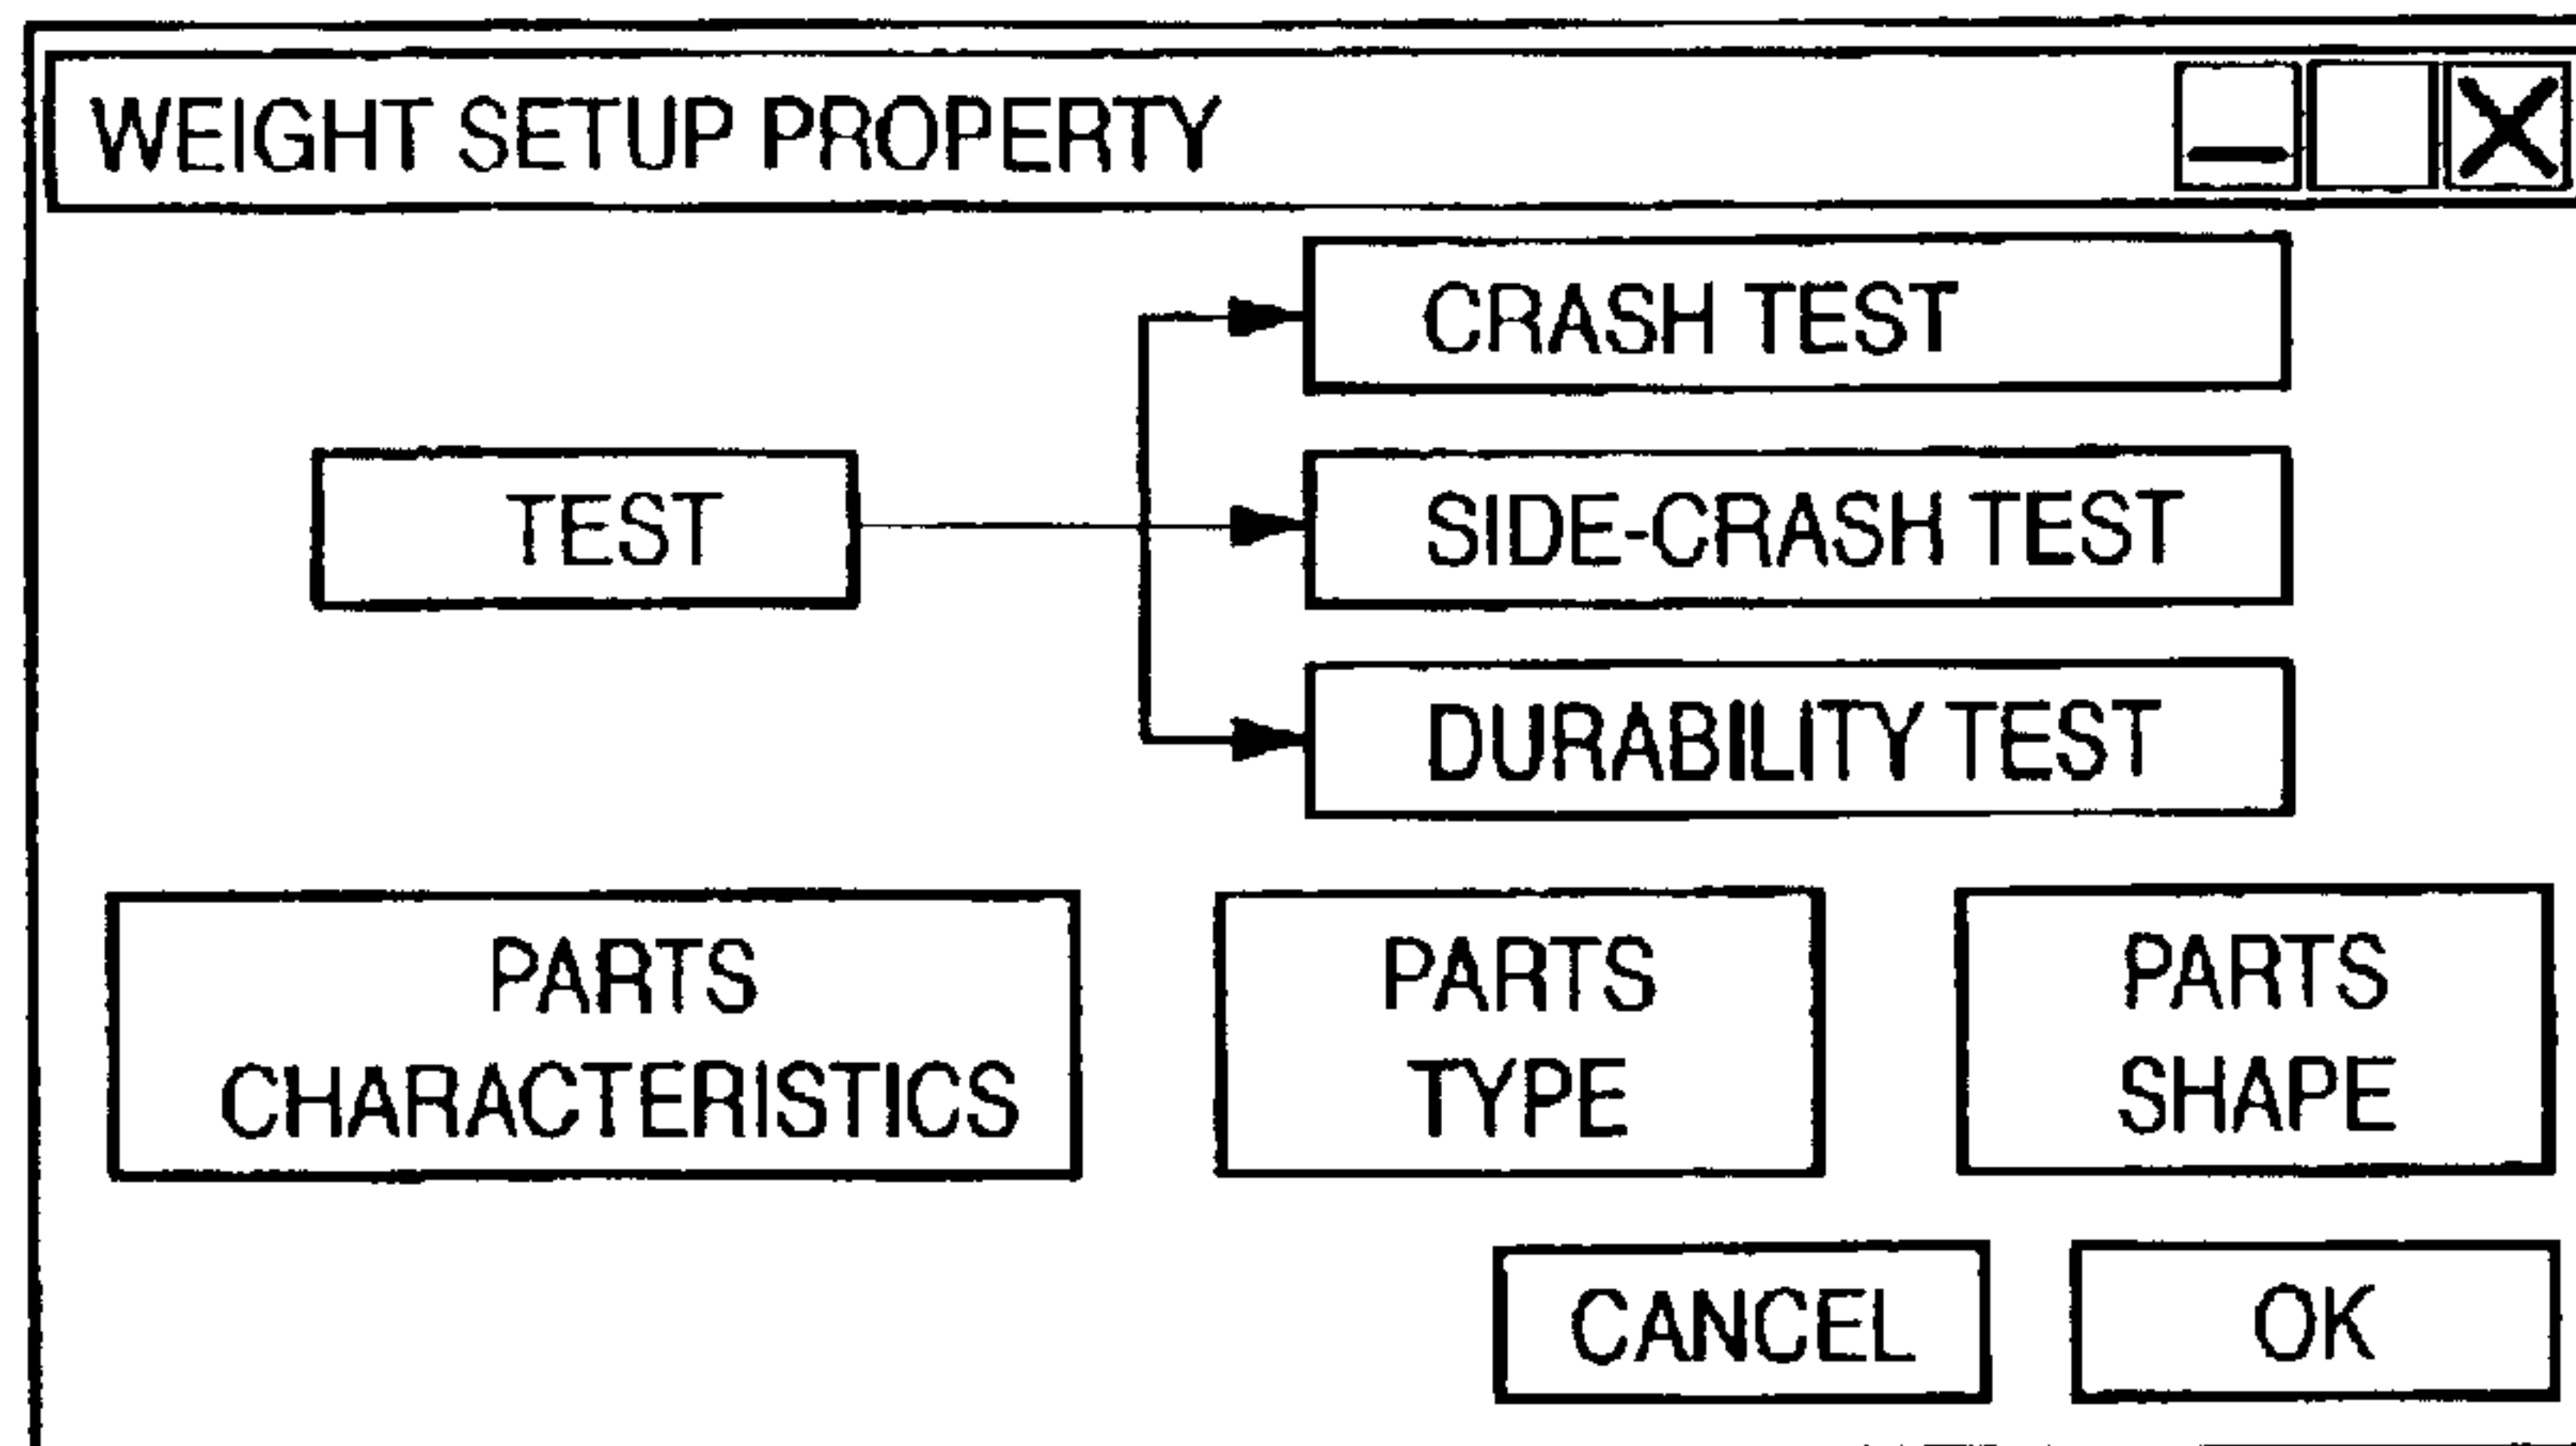 WEIGHT SETUP PROPERTY
CRASH TEST
TEST
SIDE-CRASH TEST
DURABILITY TEST
PARTS
CHARACTERISTICS
PARTS
TYPE
PARTS
SHAPE
CANCEL
OK